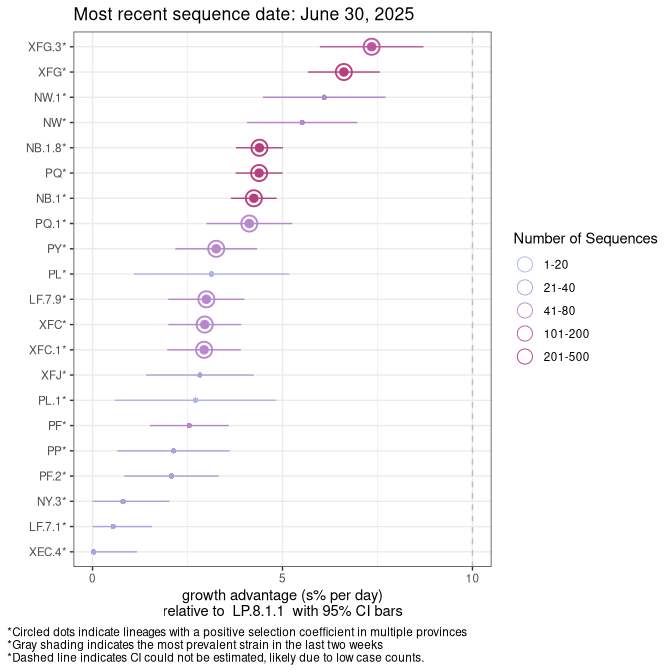 Most recent sequence date: June 30, 2025
XFG.3*
XFG*
NW.1*
NW*
NB.1.8*
PQ*
NB.1*
PQ.1*
PY*
PL*
LF.7.9*
XFC*
XFC.1*
XFJ*
PL.1*
PF*
PP*
PF.2*
NY.3*
LF.7.1*
XEC.4*
0 5 10
growth advantage (s% per day)
relative to LP.8.1.1 with 95% CI bars
Number of Sequences
1-20
21-40
41-80
101-200
201-500
*Circled dots indicate lineages with a positive selection coefficient in multiple provinces
*Gray shading indicates the most prevalent strain in the last two weeks
*Dashed line indicates CI could not be estimated, likely due to low case counts.